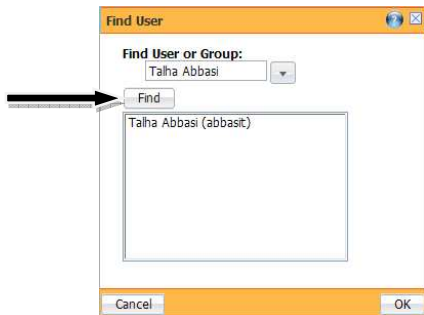 Find User
Find User or Group:
Talha Abbasi
Find
Talha Abbasi (abbasit)
Cancel
OK